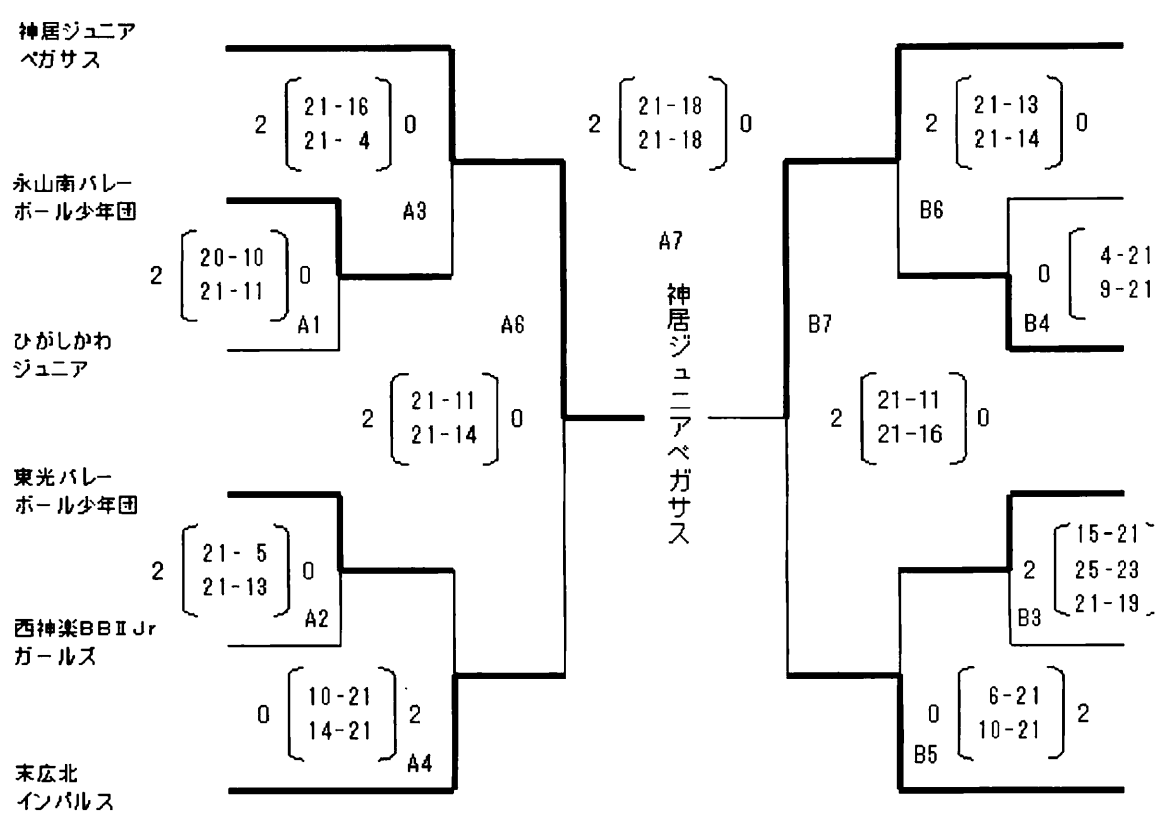 神居ジュニア
ペガサス
2 21-16 0
21- 4
A3
永山南バレー
ボール少年団
2 20-10 0
21-11
A1
ひがしかわ
ジュニア
A6
2 21-11 0
21-14
東光バレー
ボール少年団
2 21- 5 0
21-13
A2
西神楽BBⅡJr
ガールズ
0 10-21 2
14-21
A4
末広北
インパルス
2 21-18 0
21-18
A7
神居ジュニアペガサス
2 21-13 0
21-14
B6
0 4-21
9-21
B4
B7
2 21-11 0
21-16
15-21
2 25-23
21-19
B3
0 6-21 2
10-21
B5